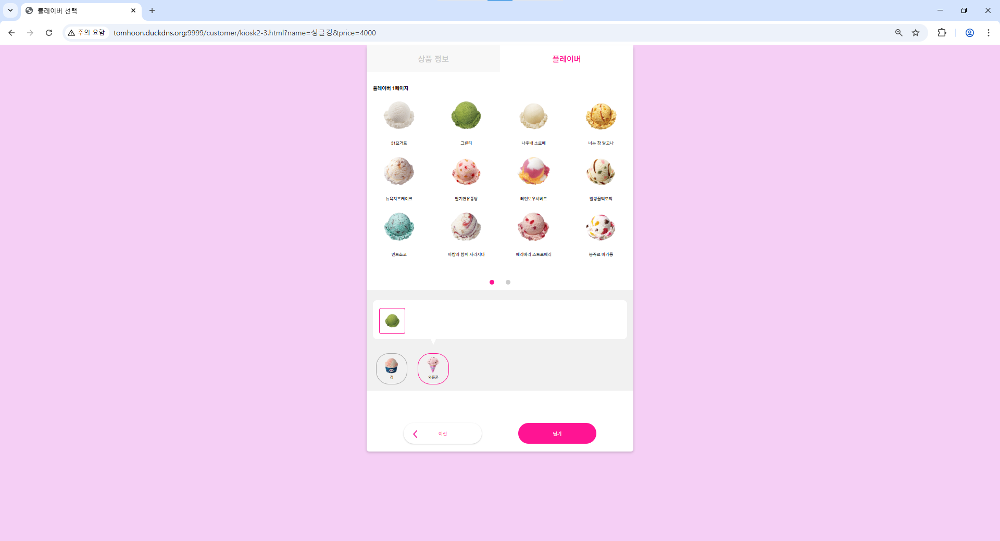 플레이버 선택
주의 요함
tomhoon.duckdns.org:9999/customer/kiosk2-3.html?name=싱글킹&price=4000
상품 정보
플레이버
플레이버 1페이지
31요거트
그린티
나주배 소르베
너는 참 달고나
뉴욕치즈케이크
딸기연유퐁당
레인보우샤베트
말랑꿀떡모찌
민트초코
바람과 함께 사라지다
베리베리 스트로베리
봉쥬르 마카롱
컵
와플콘
이전
담기